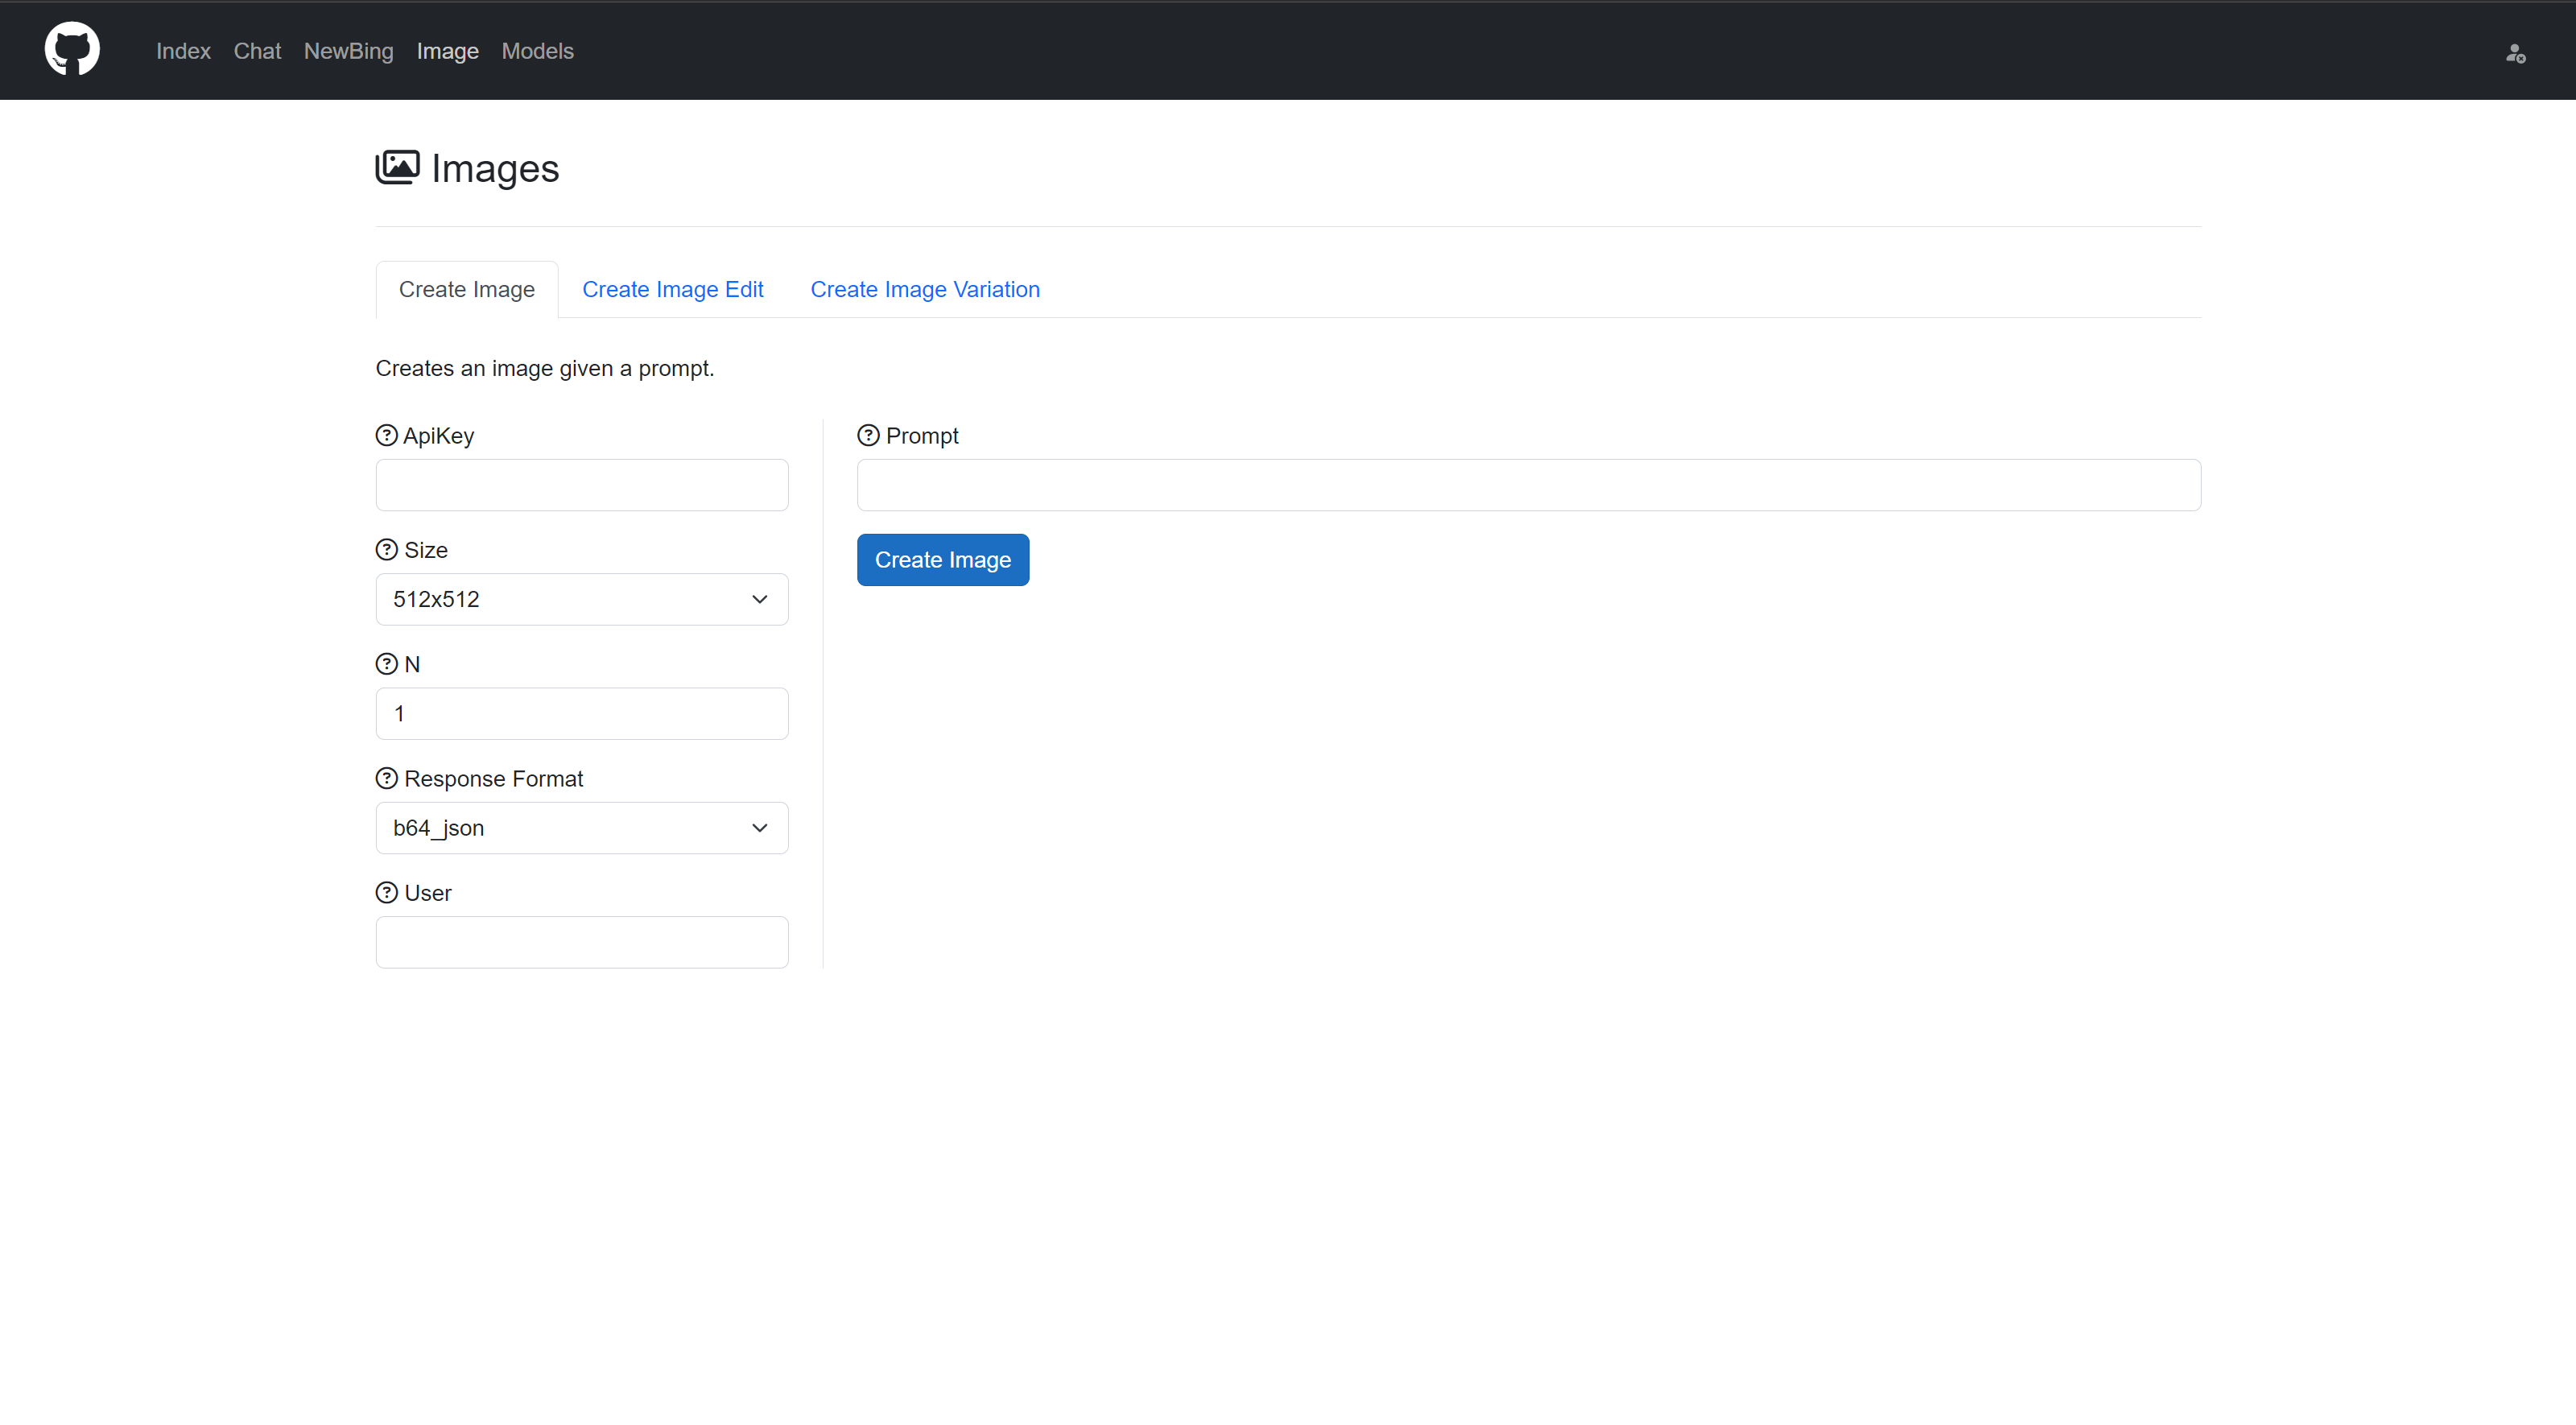 Index Chat NewBing Image Models
Images
Create Image Create Image Edit Create Image Variation
Creates an image given a prompt.
ApiKey
Prompt
Create Image
Size
512x512
N
1
Response Format
b64_json
User